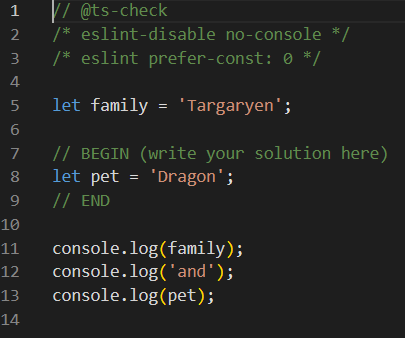 1 // @ts-check
2 /* eslint-disable no-console */
3 /* eslint prefer-const: 0 */
4
5 let family = 'Targaryen';
6
7 // BEGIN (write your solution here)
8 let pet = 'Dragon';
9 // END
10
11 console.log(family);
12 console.log('and');
13 console.log(pet);
14